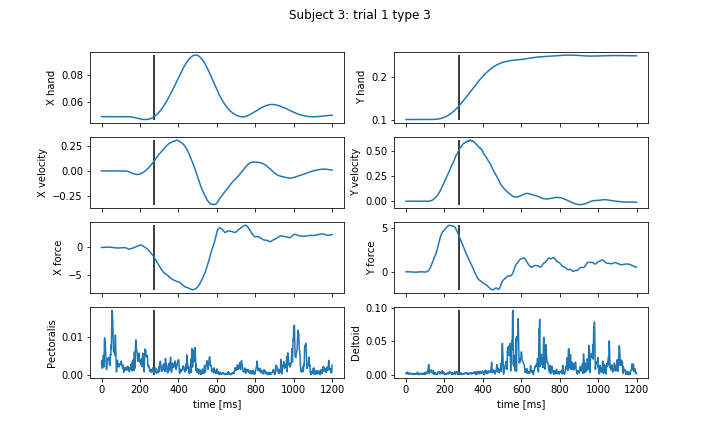 Subject 3: trial 1 type 3
X hand
0.08
0.06
Y hand
0.2
0.1
X velocity
0.25
0.00
−0.25
Y velocity
0.50
0.25
0.00
X force
0
−5
Y force
5
0
Pectoralis
0.01
0.00
0 200 400 600 800 1000 1200
time [ms]
Deltoid
0.10
0.05
0.00
0 200 400 600 800 1000 1200
time [ms]